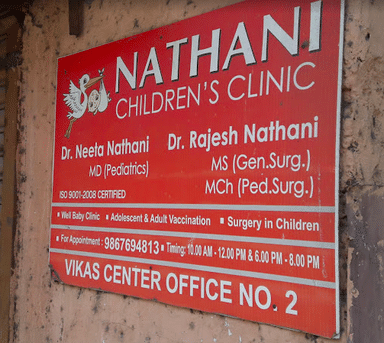 NATHANI
CHILDREN'S CLINIC
Dr. Neeta Nathani
MD (Pediatrics)
Dr. Rajesh Nathani
MS (Gen.Surg.)
MCh (Ped.Surg.)
ISO 9001-2008 CERTIFIED
▪ Well Baby Clinic ▪ Adolescent & Adult Vaccination ▪ Surgery in Children
▪ For Appointment : 9867694813 ▪ Timing: 10.00 AM - 12.00 PM & 6.00 PM - 8.00 PM
VIKAS CENTER OFFICE NO. 2